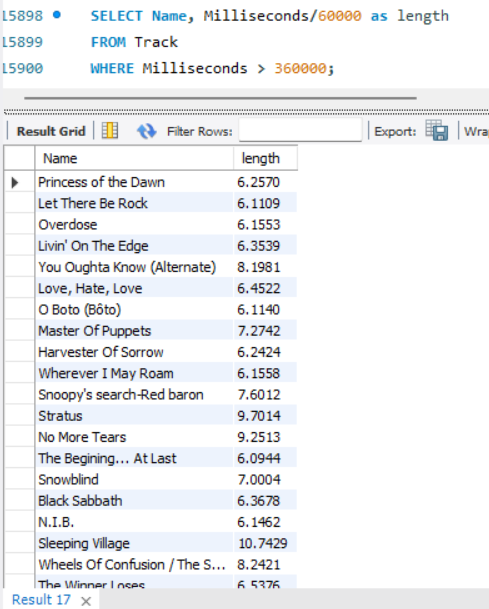 15898 SELECT Name, Milliseconds/60000 as length
15899 FROM Track
15900 WHERE Milliseconds > 360000;
Result Grid Filter Rows: Export: Wra
Name length
Princess of the Dawn 6.2570
Let There Be Rock 6.1109
Overdose 6.1553
Livin' On The Edge 6.3539
You Oughta Know (Alternate) 8.1981
Love, Hate, Love 6.4522
O Boto (Bôto) 6.1140
Master Of Puppets 7.2742
Harvester Of Sorrow 6.2424
Wherever I May Roam 6.1558
Snoopy's search-Red baron 7.6012
Stratus 9.7014
No More Tears 9.2513
The Begining... At Last 6.0944
Snowblind 7.0004
Black Sabbath 6.3678
N.I.B. 6.1462
Sleeping Village 10.7429
Wheels Of Confusion / The S... 8.2421
The Winner Loses 6.5376
Result 17